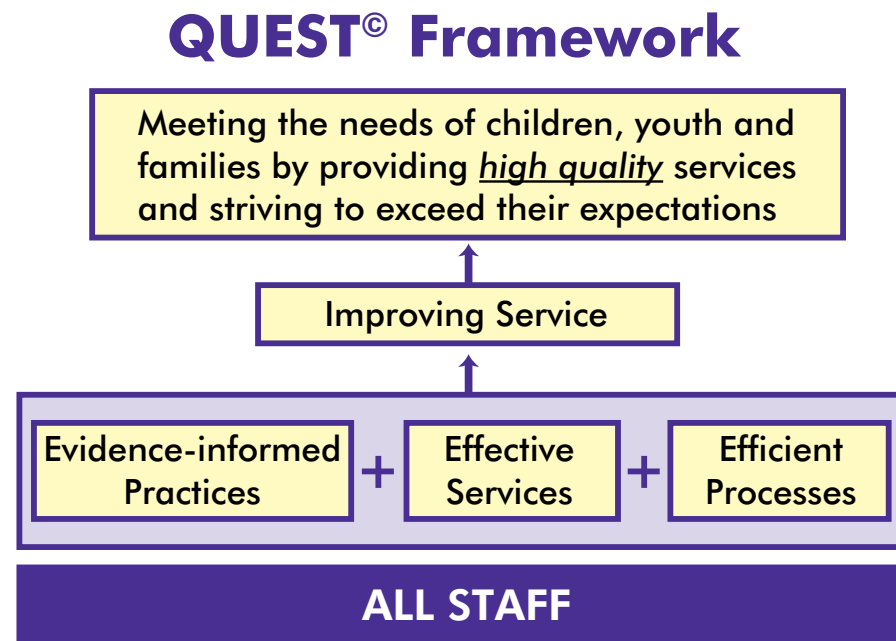 QUEST© Framework
Meeting the needs of children, youth and
families by providing high quality services
and striving to exceed their expectations
Improving Service
Evidence-informed
Practices
+
Effective
Services
+
Efficient
Processes
ALL STAFF